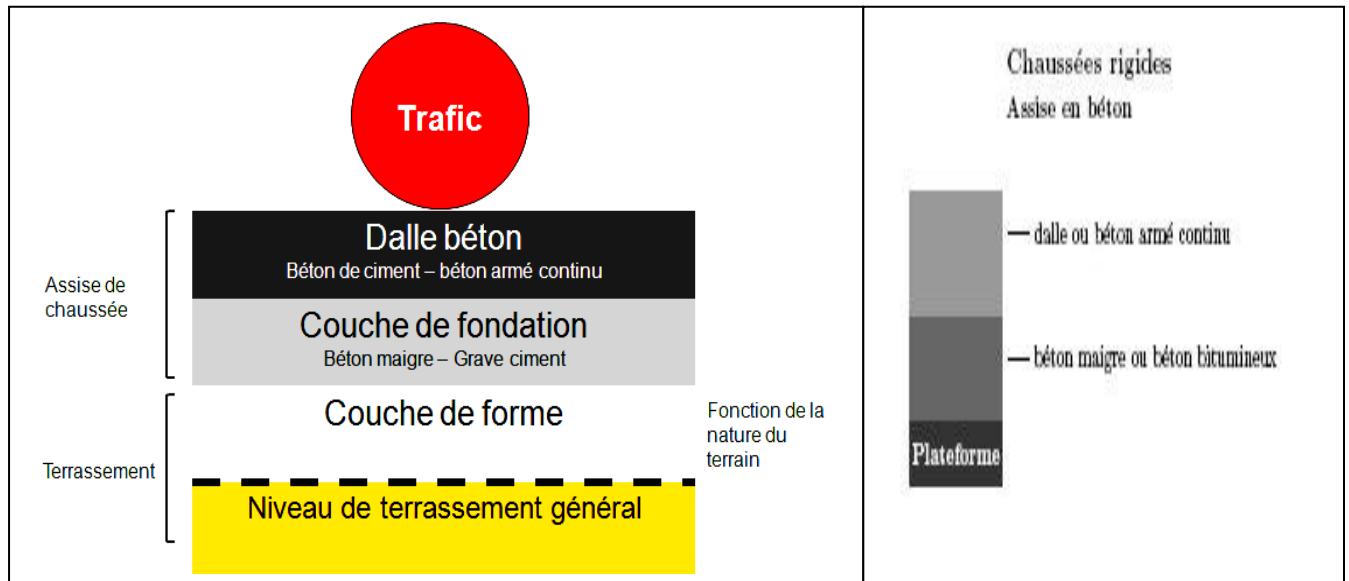 Trafic
Dalle béton
Béton de ciment – béton armé continu
Assise de
chaussée
Couche de fondation
Béton maigre – Grave ciment
Couche de forme
Fonction de la
nature du
terrain
Terrassement
Niveau de terrassement général
Chaussées rigides
Assise en béton
dalle ou béton armé continu
béton maigre ou béton bitumineux
Plateforme